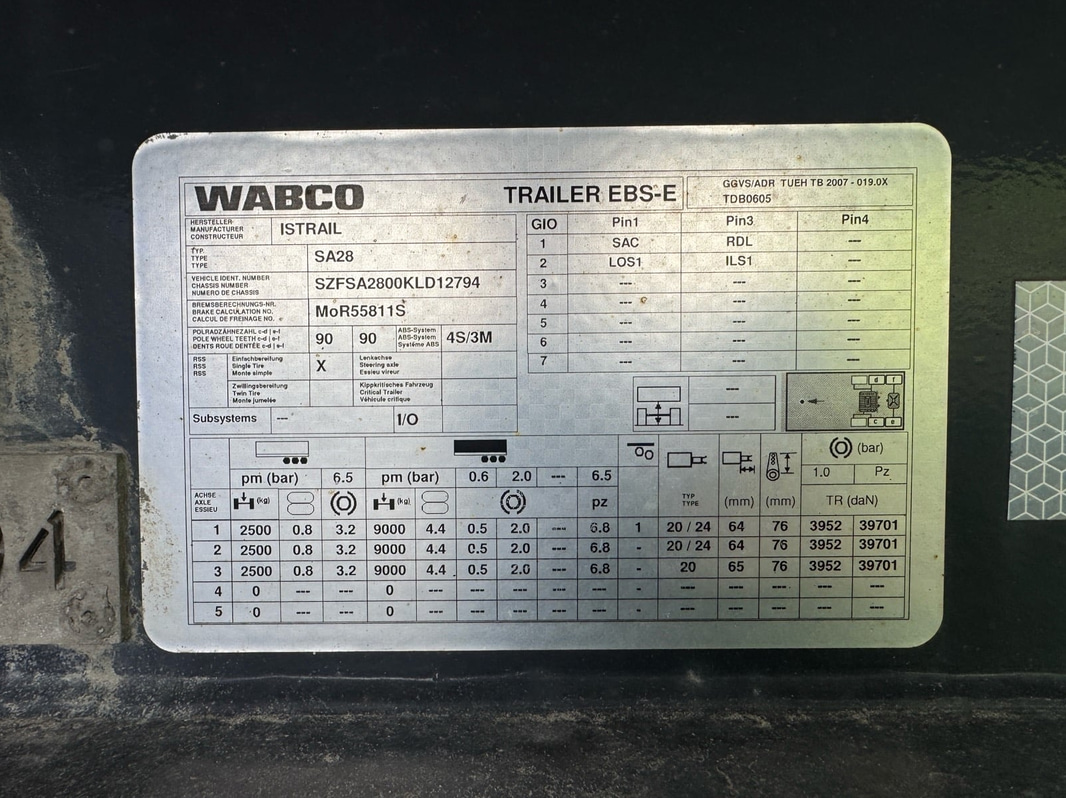 WABCO TRAILER EBS-E GGVS/ADR TUEH TB 2007 - 019.0X
TDB0605
HERSTELLER
MANUFACTURER
CONSTRUCTEUR
ISTRAIL
TYP
TYPE
TYPE
SA28
VEHICLE IDENT. NUMBER
CHASSIS NUMBER
NUMERO DE CHASSIS
SZFSA2800KLD12794
BREMSBERECHNUNGS-NR.
BRAKE CALCULATION NO.
CALCUL DE FREINAGE NO.
MoR55811S
POLRADZÄHNEZAHL c-d | e-f
POLE WHEEL TEETH c-d | e-f
DENTS ROUE DENTÉE c-d | e-f
90 90
ABS-System
ABS-System
Système ABS
4S/3M
RSS Einfachbereifung
RSS Single Tire
RSS Monte simple
X
Lenkachse
Steering axle
Essieu vireur
Zwillingsbereifung
Twin Tire
Monte jumelée
Kippkritisches Fahrzeug
Critical Trailer
Véhicule critique
Subsystems --- I/O
GIO Pin1 Pin3 Pin4
1 SAC RDL ---
2 LOS1 ILS1 ---
3 --- --- ---
4 --- --- ---
5 --- --- ---
6 --- --- ---
7 --- --- ---
---
---
d f
c e
(bar)
pm (bar) 6.5 pm (bar) 0.6 2.0 --- 6.5 1.0 Pz
ACHSE
AXLE
ESSIEU
(kg) (kg) pz
TYP
TYPE
(mm) (mm) TR (daN)
1 2500 0.8 3.2 9000 4.4 0.5 2.0 --- 6.8 1 20 / 24 64 76 3952 39701
2 2500 0.8 3.2 9000 4.4 0.5 2.0 --- 6.8 - 20 / 24 64 76 3952 39701
3 2500 0.8 3.2 9000 4.4 0.5 2.0 --- 6.8 - 20 65 76 3952 39701
4 0 --- --- 0 --- --- --- --- --- - --- --- --- --- ---
5 0 --- --- 0 --- --- --- --- --- - --- --- --- --- ---
4